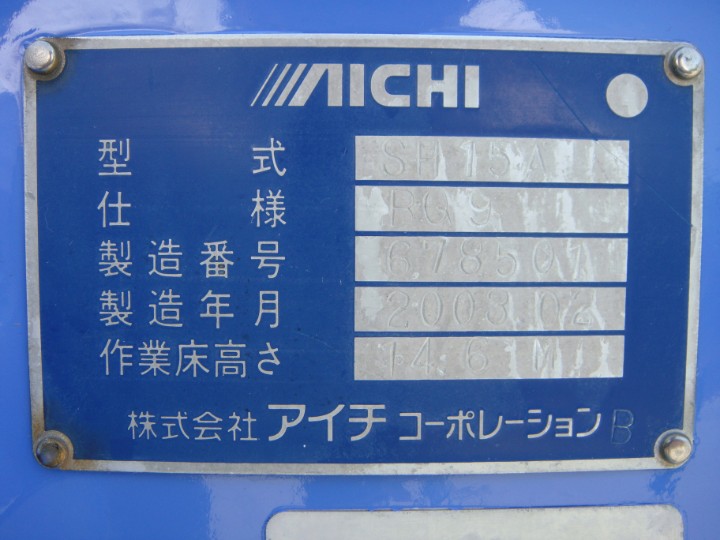 AICHI
型式 SH15A
仕様 RG9
製造番号 678501
製造年月 2003.02
作業床高さ 14.6 M
株式会社 アイチ コーポレーション B